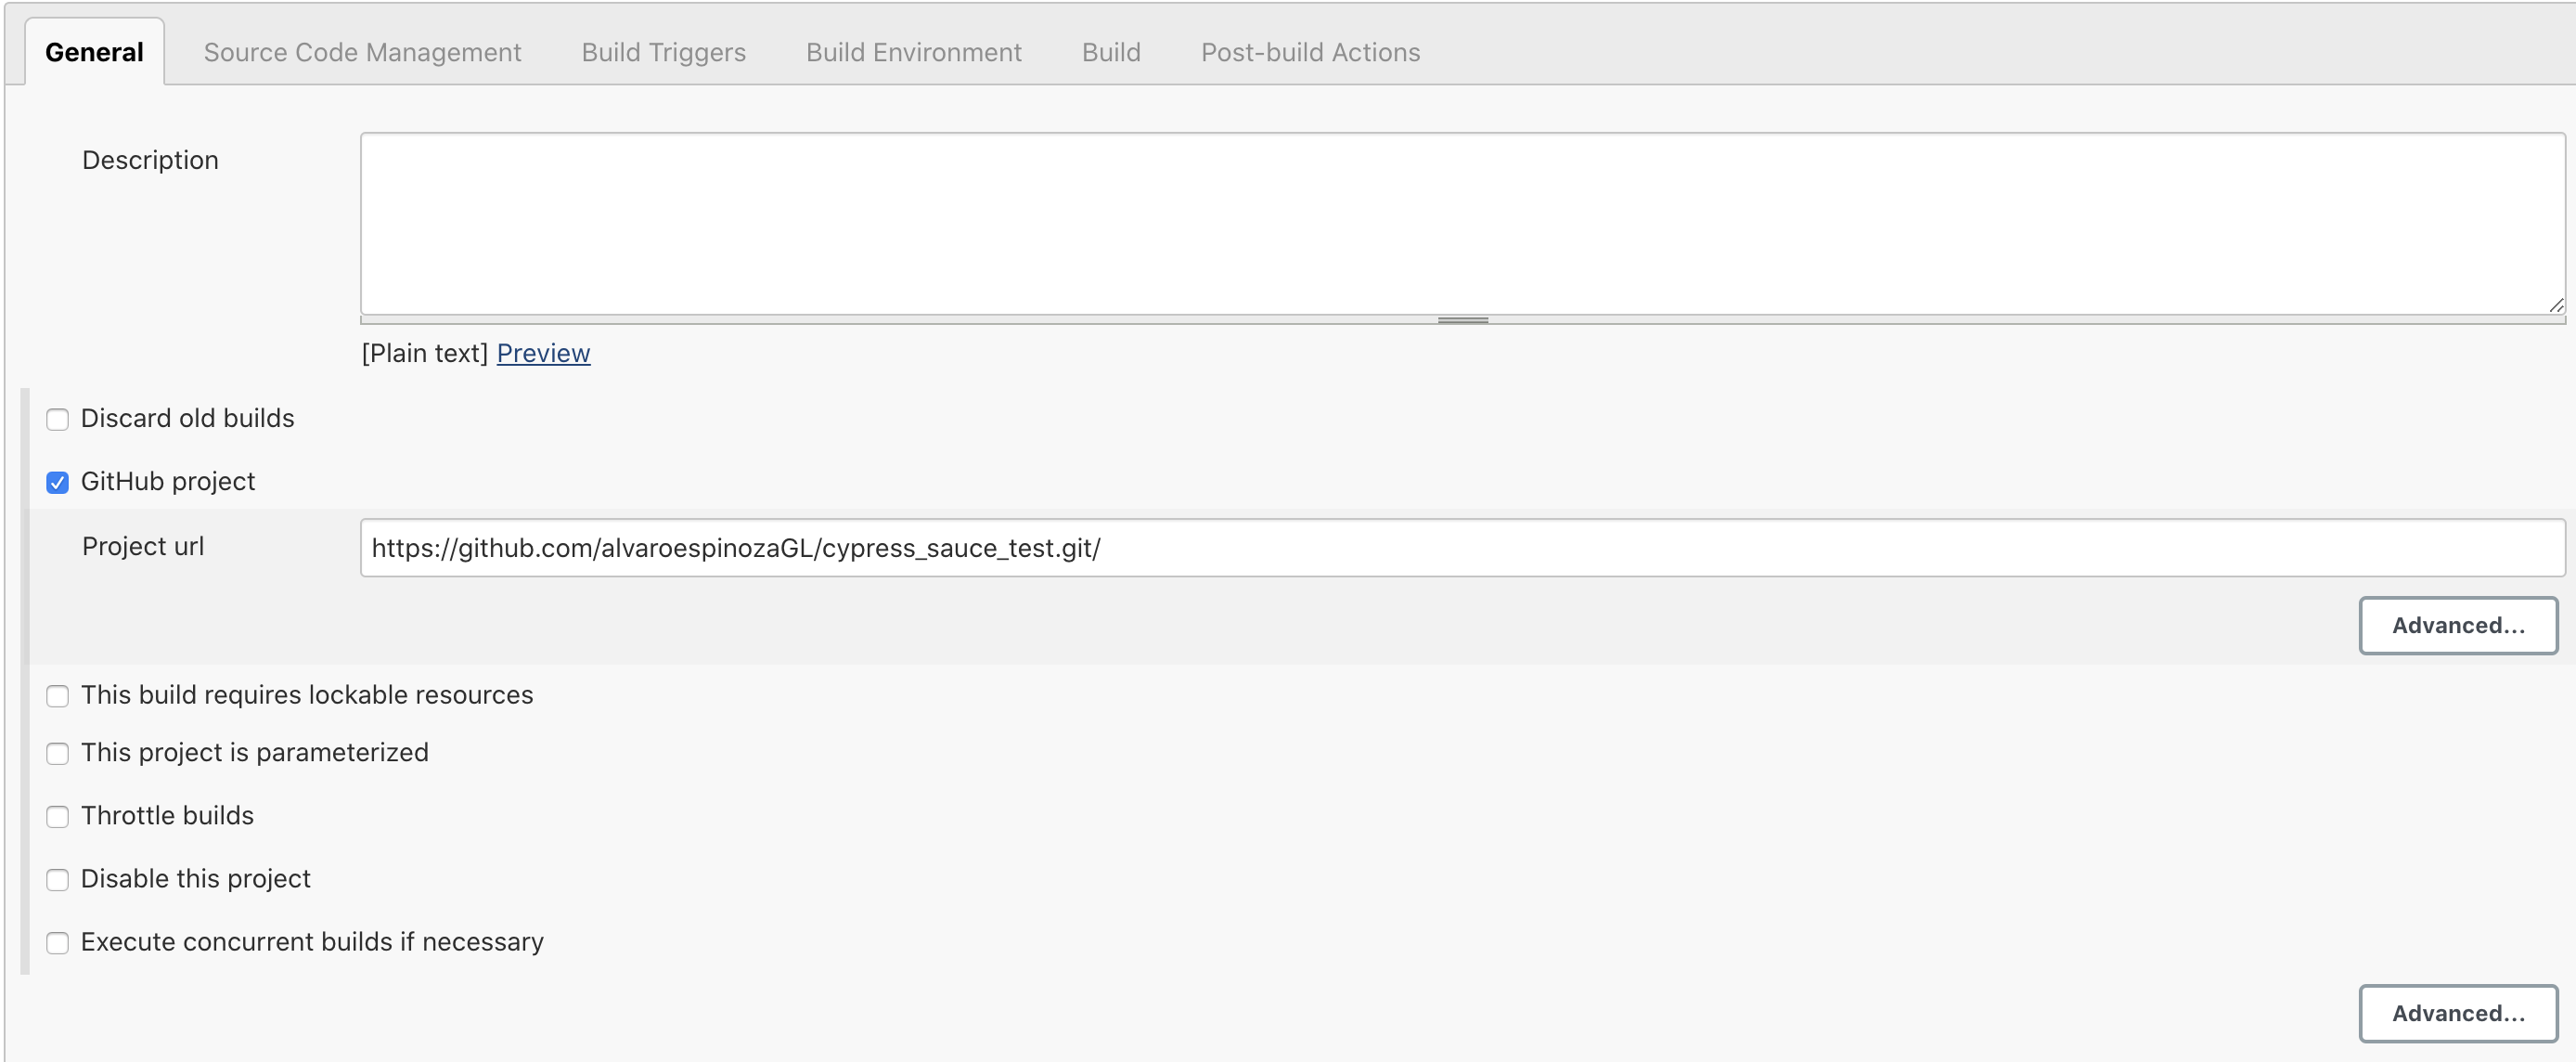 General Source Code Management Build Triggers Build Environment Build Post-build Actions
Description
[Plain text] Preview
Discard old builds
GitHub project
Project url https://github.com/alvaroespinozaGL/cypress_sauce_test.git/
Advanced...
This build requires lockable resources
This project is parameterized
Throttle builds
Disable this project
Execute concurrent builds if necessary
Advanced...